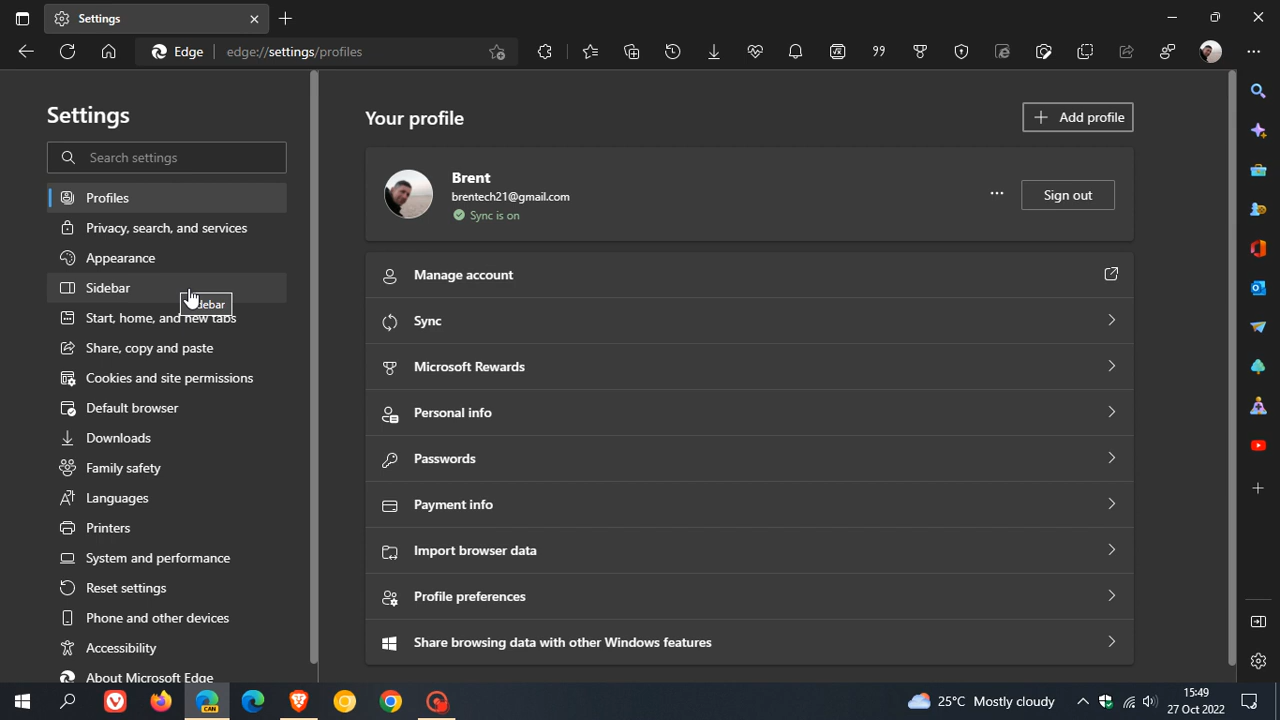 Settings
Edge
edge://settings/profiles
Settings
Search settings
Profiles
Privacy, search, and services
Appearance
Sidebar
Start, home, and new tabs
Share, copy and paste
Cookies and site permissions
Default browser
Downloads
Family safety
Languages
Printers
System and performance
Reset settings
Phone and other devices
Accessibility
About Microsoft Edge
Your profile
Add profile
Brent
brentech21@gmail.com
Sync is on
Sign out
Manage account
Sync
Microsoft Rewards
Personal info
Passwords
Payment info
Import browser data
Profile preferences
Share browsing data with other Windows features
CAN
25°C Mostly cloudy
15:49
27 Oct 2022